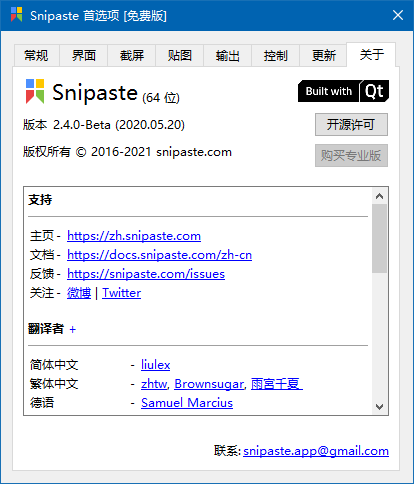 Snipaste 首选项 [免费版]
常规 界面 截屏 贴图 输出 控制 更新 关于
Snipaste (64 位)
Built with Qt
版本 2.4.0-Beta (2020.05.20)
开源许可
版权所有 © 2016-2021 snipaste.com
购买专业版
支持
主页 - https://zh.snipaste.com
文档 - https://docs.snipaste.com/zh-cn
反馈 - https://snipaste.com/issues
关注 - 微博 | Twitter
翻译者 +
简体中文 - liulex
繁体中文 - zhtw, Brownsugar, 雨宮千夏
德语 - Samuel Marcius
联系: snipaste.app@gmail.com